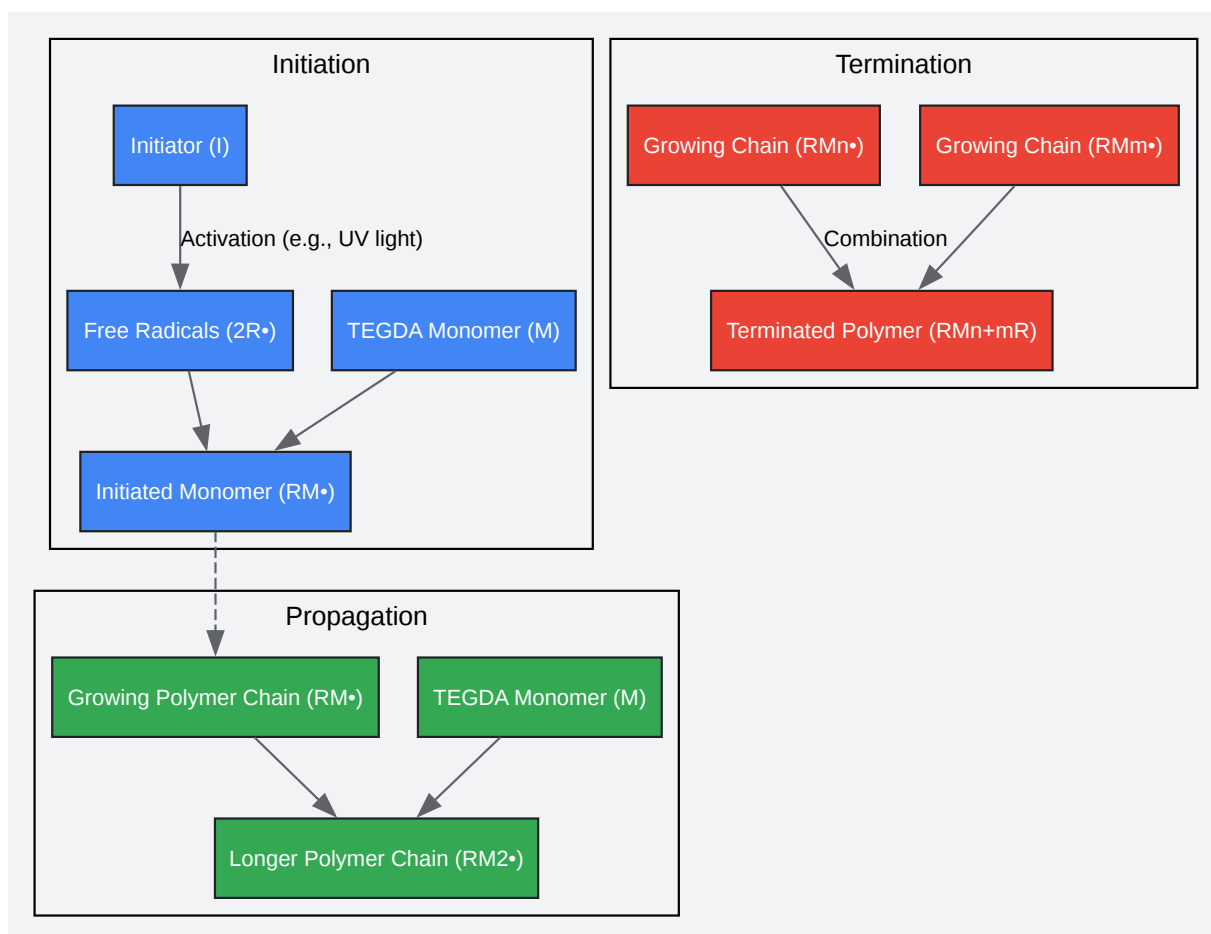 Initiation
Initiator (I)
Activation (e.g., UV light)
Free Radicals (2R•)
TEGDA Monomer (M)
Initiated Monomer (RM•)
Termination
Growing Chain (RMn•)
Growing Chain (RMm•)
Combination
Terminated Polymer (RMn+mR)
Propagation
Growing Polymer Chain (RM•)
TEGDA Monomer (M)
Longer Polymer Chain (RM2•)